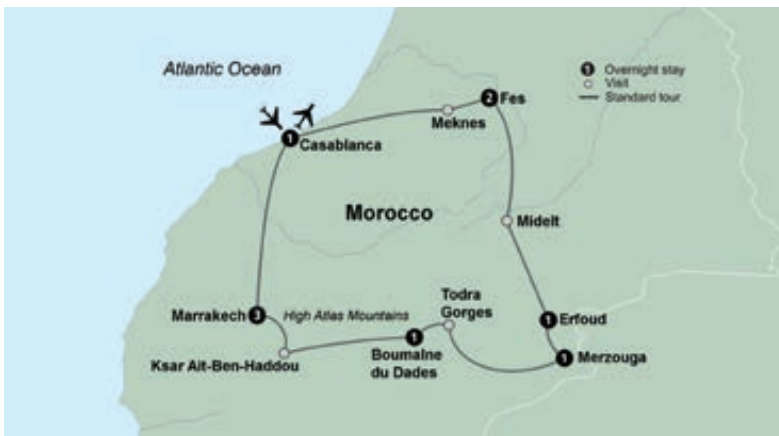 Atlantic Ocean
1 Overnight stay
Visit
Standard tour
2 Fes
Meknes
1 Casablanca
Morocco
Midelt
Todra
Gorges
Marrakech 3
High Atlas Mountains
1 Erfoud
Ksar Ait-Ben-Haddou
1
Boumalne
du Dades
1 Merzouga